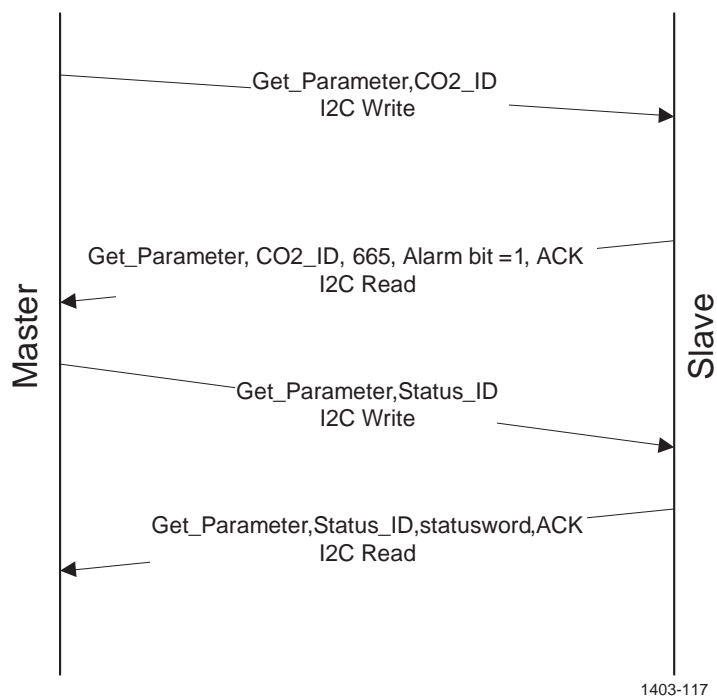 Get_Parameter,CO2_ID
I2C Write
Get_Parameter, CO2_ID, 665, Alarm bit =1, ACK
I2C Read
Master
Slave
Get_Parameter,Status_ID
I2C Write
Get_Parameter,Status_ID,statusword,ACK
I2C Read
1403-117